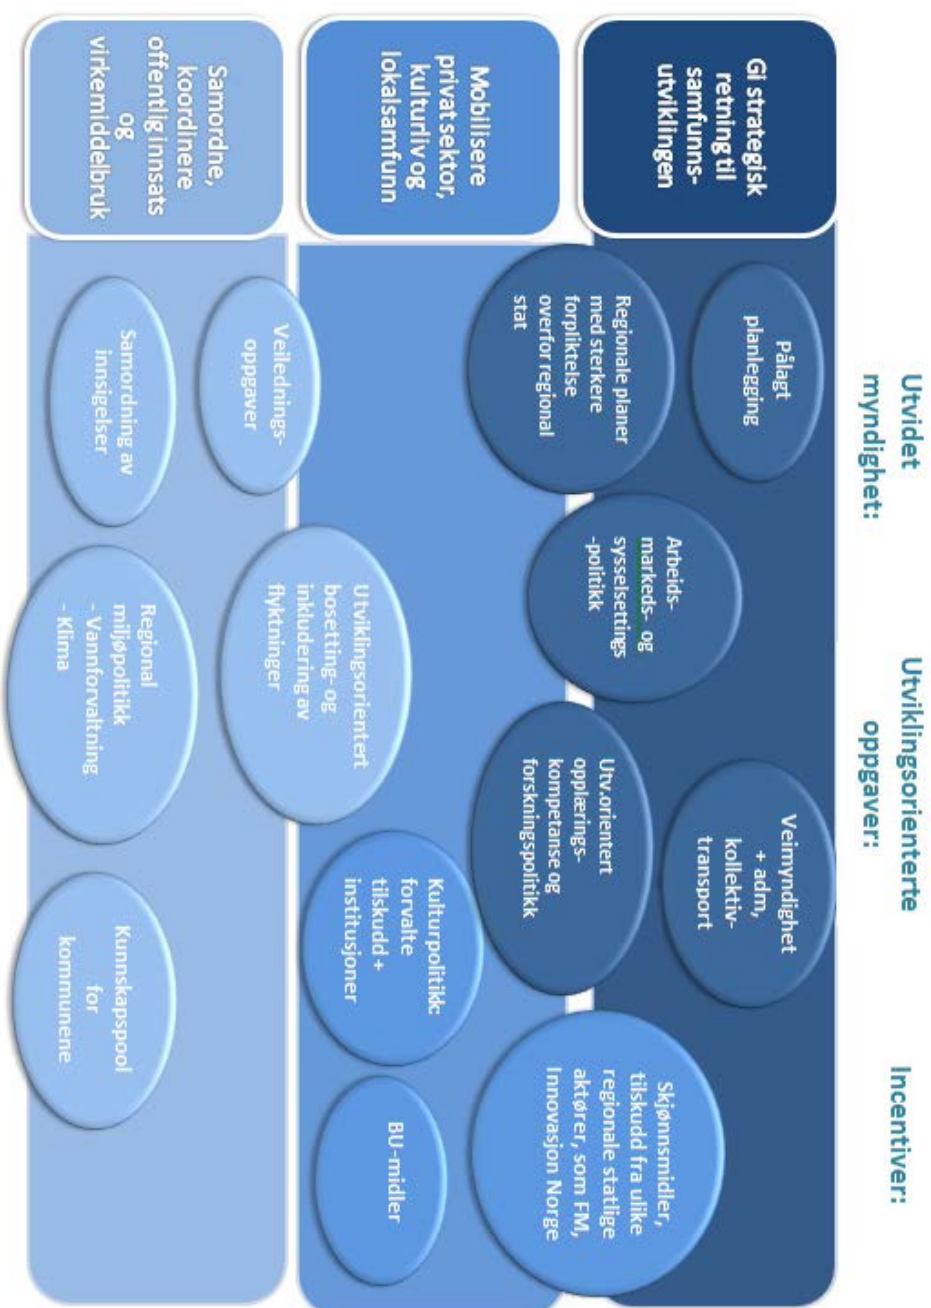 Utvidet
myndighet:
Utviklingsorienterte
oppgaver:
Incentiver:
Gi strategisk
retning til
samfunns-
utviklingen
Pålagt
planlegging
Veimyndighet
+ adm,
kollektiv-
transport
Regionale planer
med sterkere
forpliktelse
overfor regional
stat
Arbeids-
markeds- og
sysselsettings
-politikk
Utv.orientert
opplærings-
kompetanse og
forskningspolitikk
Skjønnsmidler,
tilskudd fra ulike
regionale statlige
aktører, som FM,
Innovasjon Norge
Mobilisere
privat sektor,
kulturliv og
lokalsamfunn
Utviklingsorientert
bosetting- og
inkludering av
flyktninger
Kulturpolitikk:
forvalte
tilskudd +
institusjoner
BU-midler
Samordne,
koordinere
offentlig innsats
og
virkemiddelbruk
Veilednings-
oppgaver
Samordning av
innsigelser
Regional
miljøpolitikk
- Vannforvaltning
- Klima
Kunnskapspool
for
kommunene